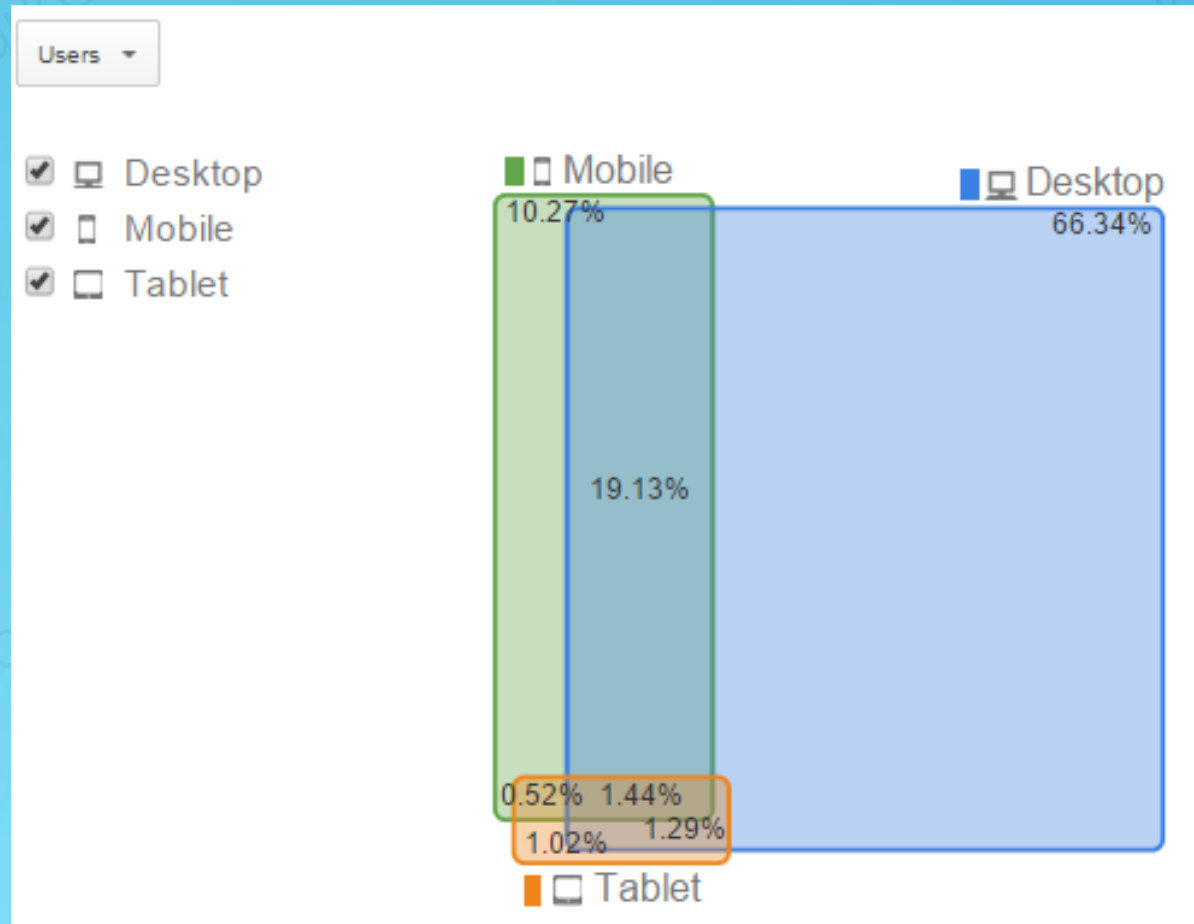 Users
Desktop
Mobile
Tablet
Mobile
Desktop
10.27%
66.34%
19.13%
0.52% 1.44%
1.29%
1.02%
Tablet